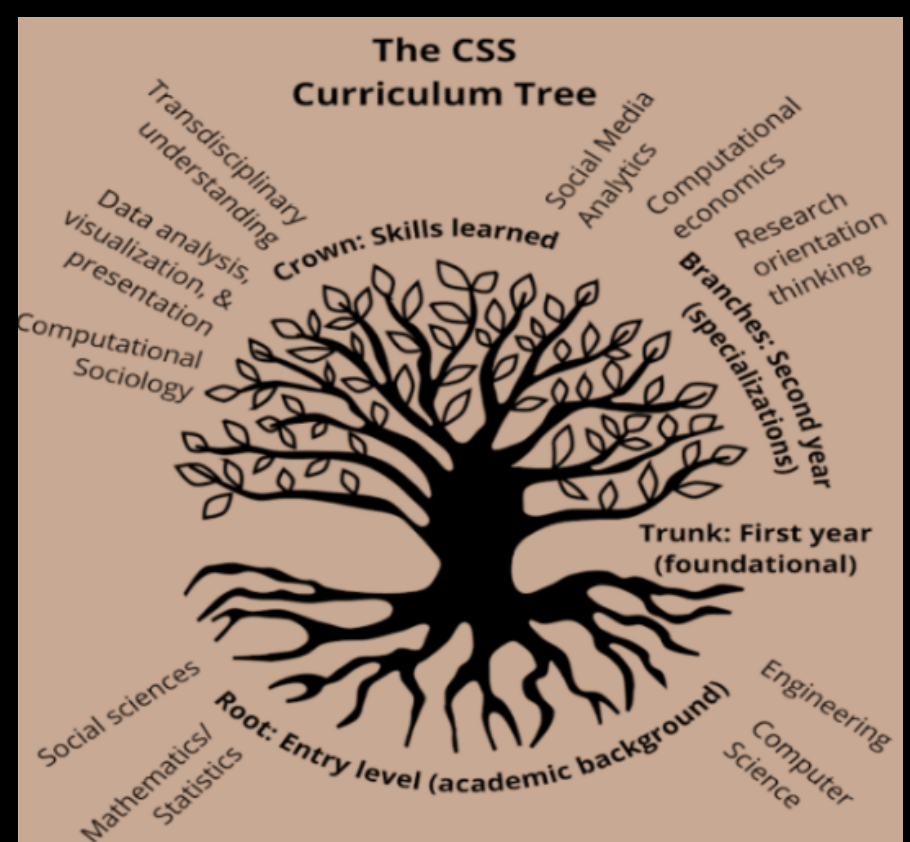 The CSS
Curriculum Tree
Transdisciplinary
understanding
Data analysis,
visualization, &
presentation
Computational
Sociology
Crown: Skills learned
Social Media
Analytics
Computational
economics
Research
orientation
thinking
Branches: Second year
(specializations)
Trunk: First year
(foundational)
Social sciences
Mathematics/
Statistics
Root: Entry level (academic background)
Engineering
Computer
Science